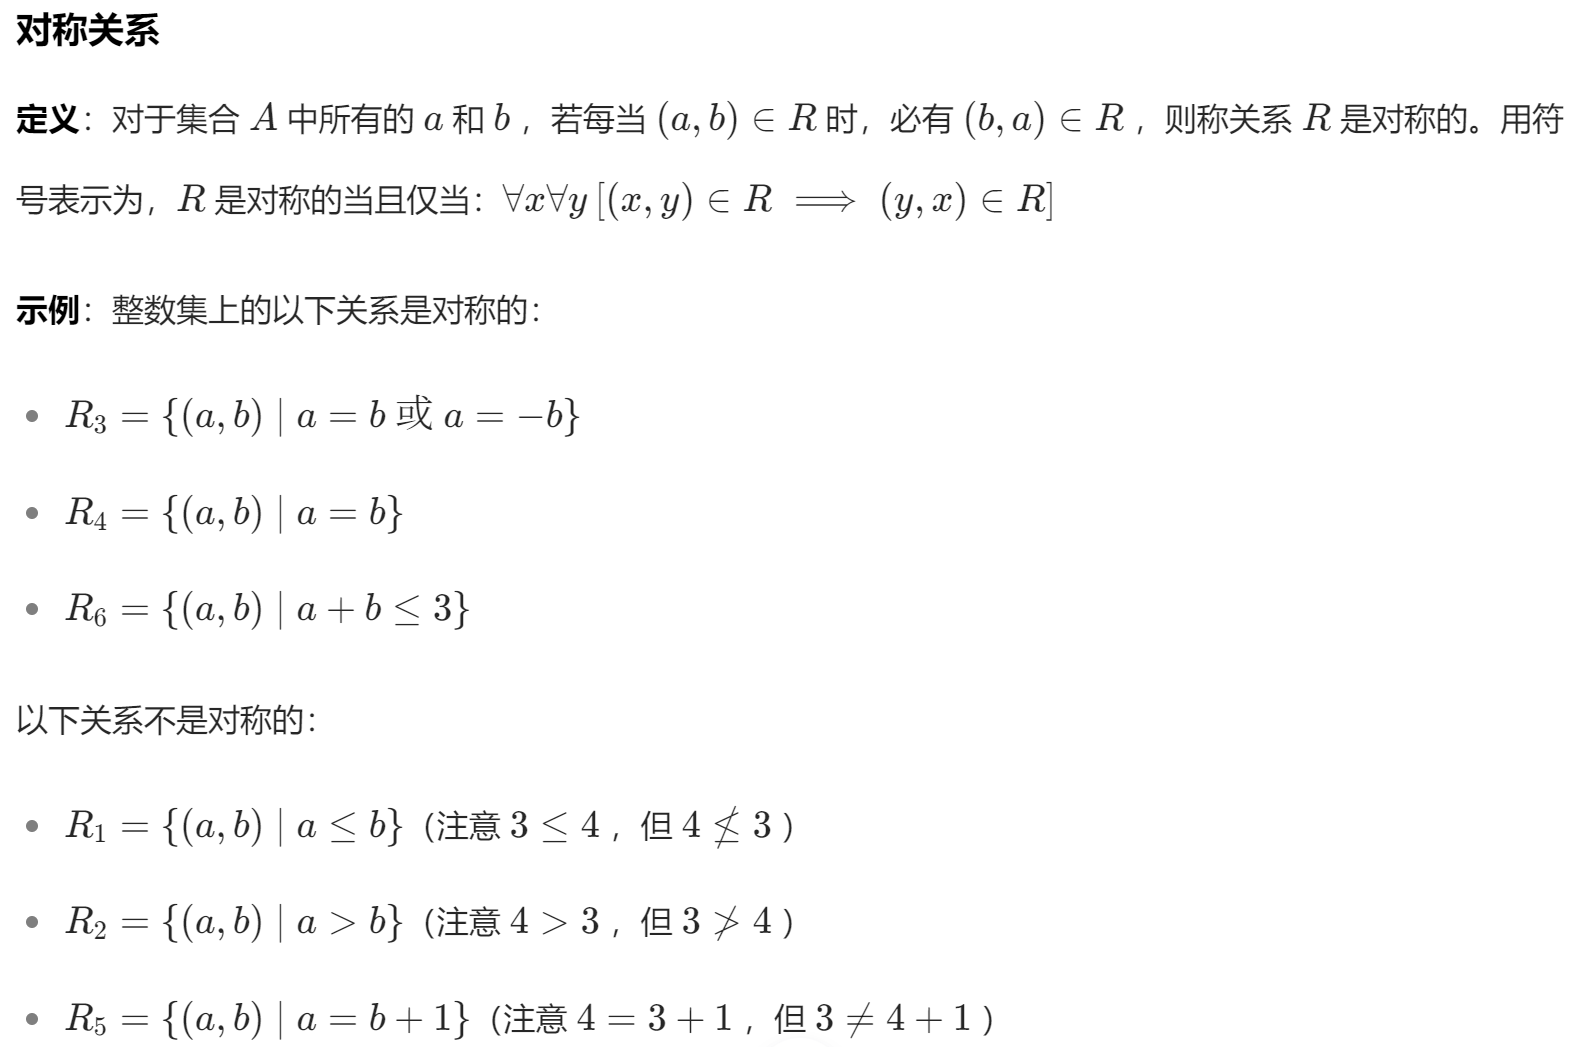 对称关系
定义：对于集合 A 中所有的 a 和 b ，若每当 (a, b) ∈ R 时，必有 (b, a) ∈ R ，则称关系 R 是对称的。用符
号表示为，R 是对称的当且仅当：∀x∀y [(x, y) ∈ R ⟹ (y, x) ∈ R]
示例：整数集上的以下关系是对称的：
• R₃ = {(a, b) | a = b 或 a = −b}
• R₄ = {(a, b) | a = b}
• R₆ = {(a, b) | a + b ≤ 3}
以下关系不是对称的：
• R₁ = {(a, b) | a ≤ b}（注意 3 ≤ 4 ，但 4 ≰ 3 ）
• R₂ = {(a, b) | a > b}（注意 4 > 3 ，但 3 ≯ 4 ）
• R₅ = {(a, b) | a = b + 1}（注意 4 = 3 + 1 ，但 3 ≠ 4 + 1 ）